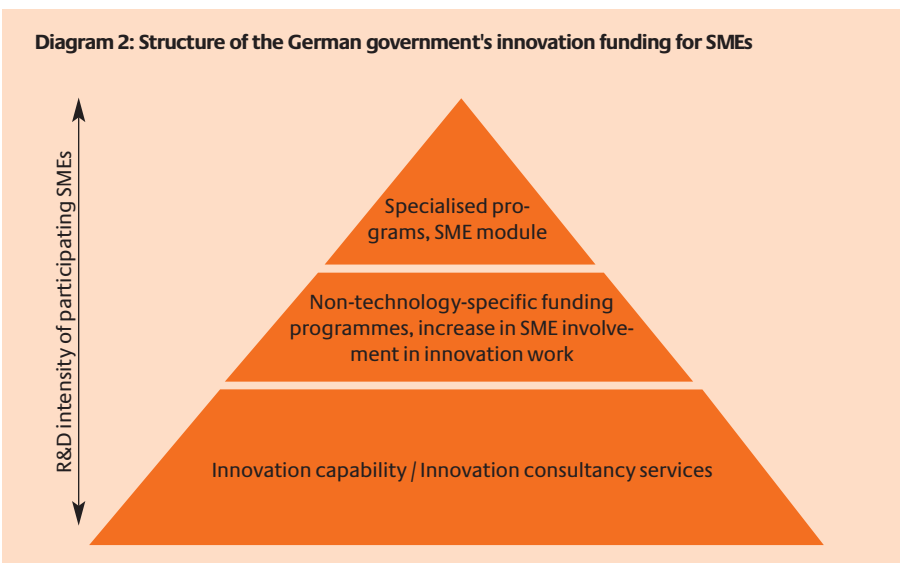 Diagram 2: Structure of the German government's innovation funding for SMEs
R&D intensity of participating SMEs
Specialised pro-
grams, SME module
Non-technology-specific funding
programmes, increase in SME involve-
ment in innovation work
Innovation capability / Innovation consultancy services